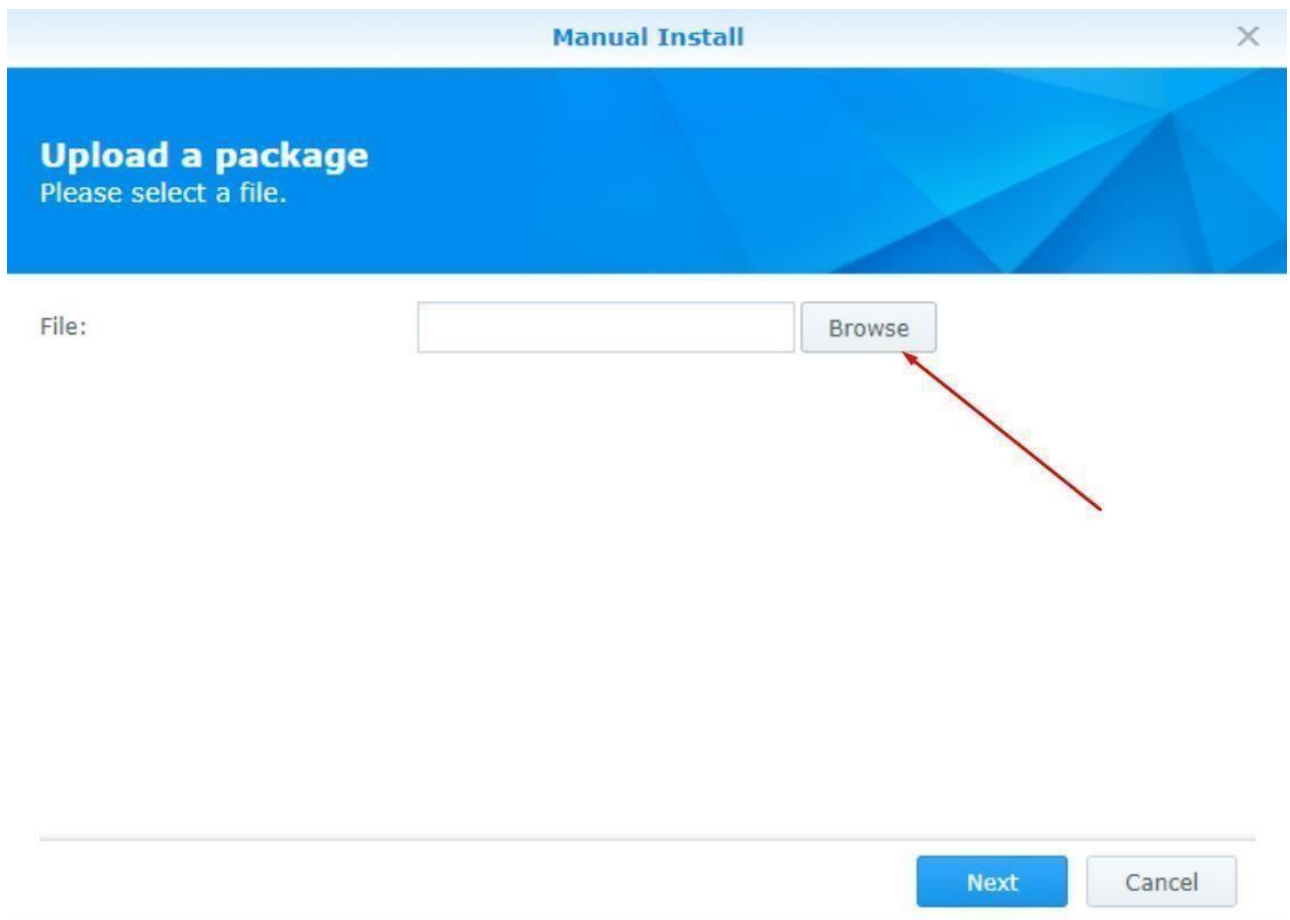 Manual Install
Upload a package
Please select a file.
File:
Browse
Next
Cancel